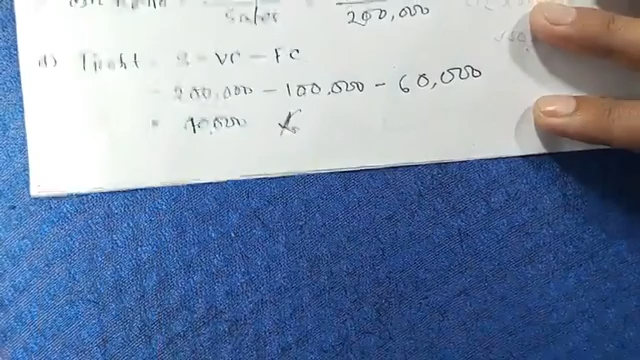 Sales
200,000
d) Profit = S - VC - FC
= 200,000 - 100,000 - 60,000
= 40,000